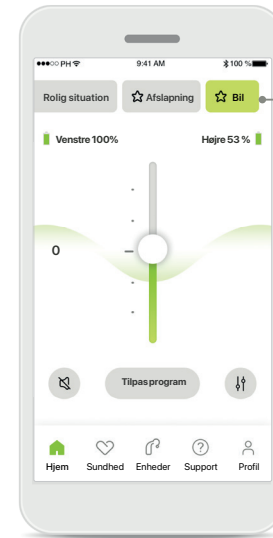 PH 9:41 AM 100 %
Rolig situation Afslapning Bil
Venstre 100% Højre 53 %
0
Tilpas program
Hjem Sundhed Enheder Support Profil